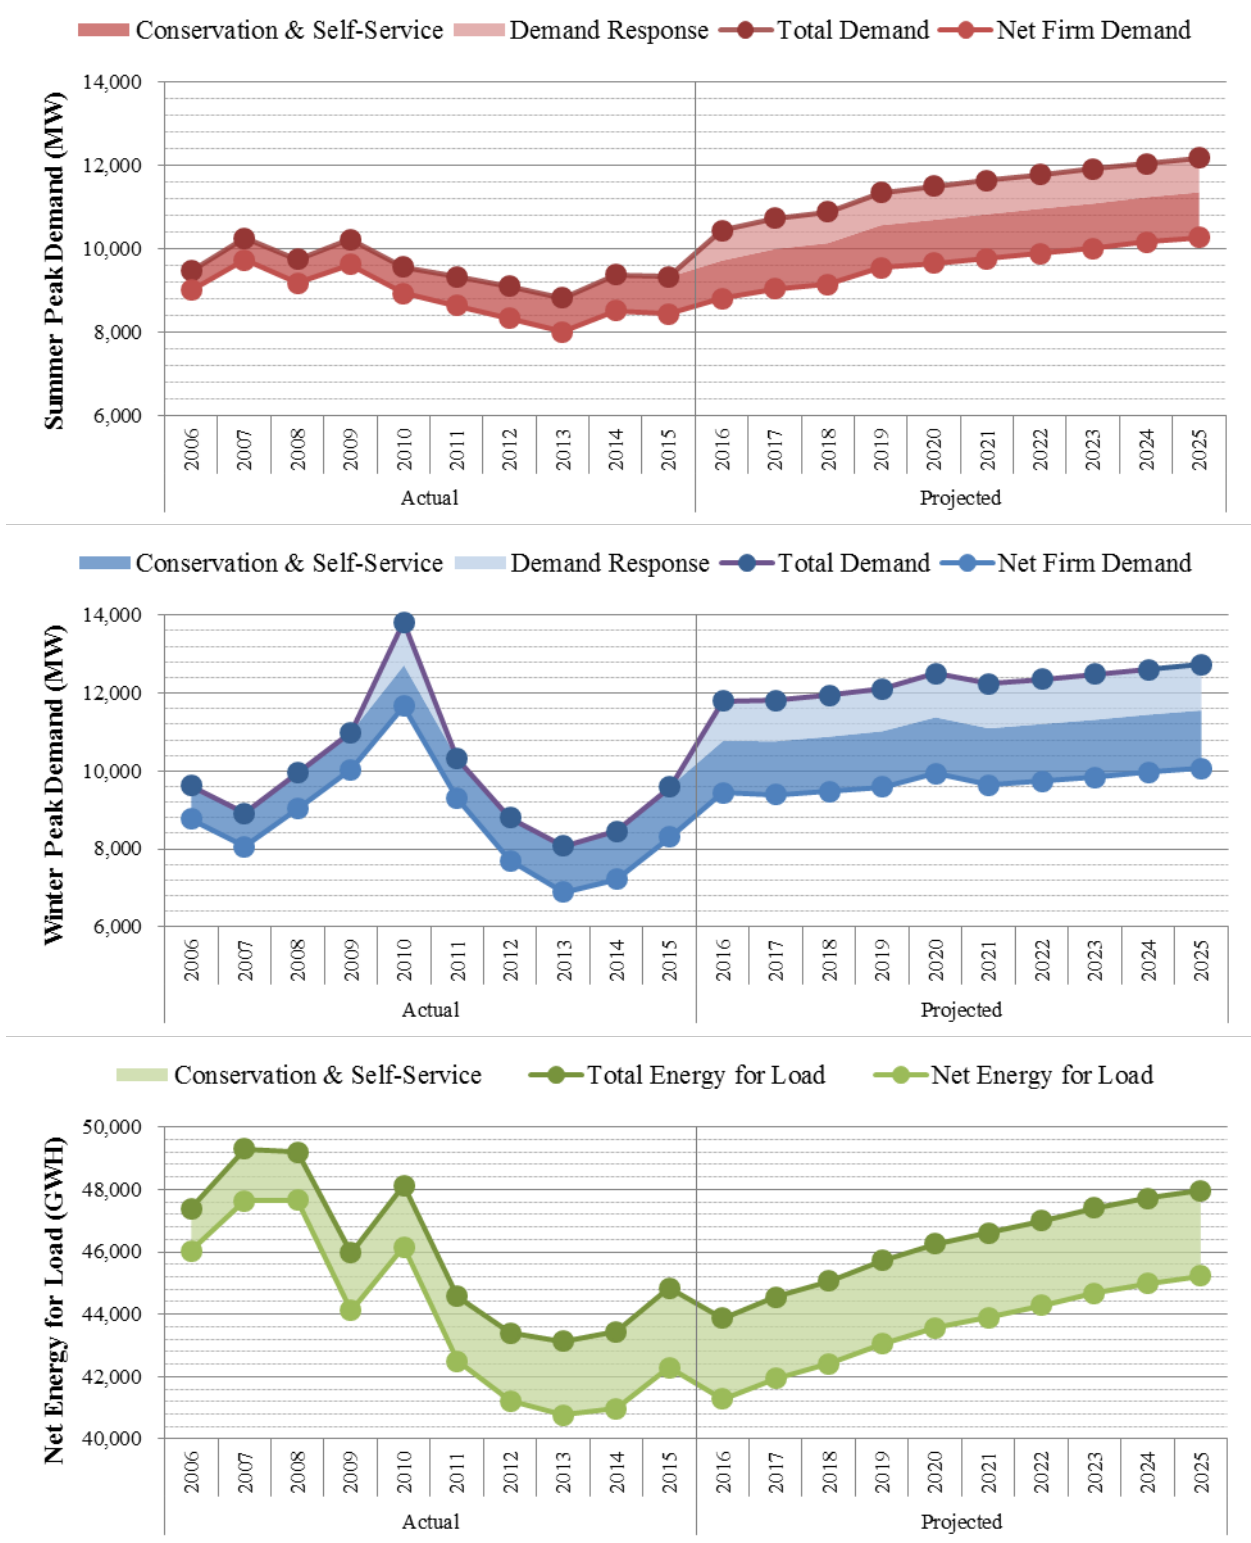 Conservation & Self-Service Demand Response Total Demand Net Firm Demand
Summer Peak Demand (MW)
14,000
12,000
10,000
8,000
6,000
2006 2007 2008 2009 2010 2011 2012 2013 2014 2015 2016 2017 2018 2019 2020 2021 2022 2023 2024 2025
Actual Projected
Conservation & Self-Service Demand Response Total Demand Net Firm Demand
Winter Peak Demand (MW)
14,000
12,000
10,000
8,000
6,000
2006 2007 2008 2009 2010 2011 2012 2013 2014 2015 2016 2017 2018 2019 2020 2021 2022 2023 2024 2025
Actual Projected
Conservation & Self-Service Total Energy for Load Net Energy for Load
Net Energy for Load (GWH)
50,000
48,000
46,000
44,000
42,000
40,000
2006 2007 2008 2009 2010 2011 2012 2013 2014 2015 2016 2017 2018 2019 2020 2021 2022 2023 2024 2025
Actual Projected